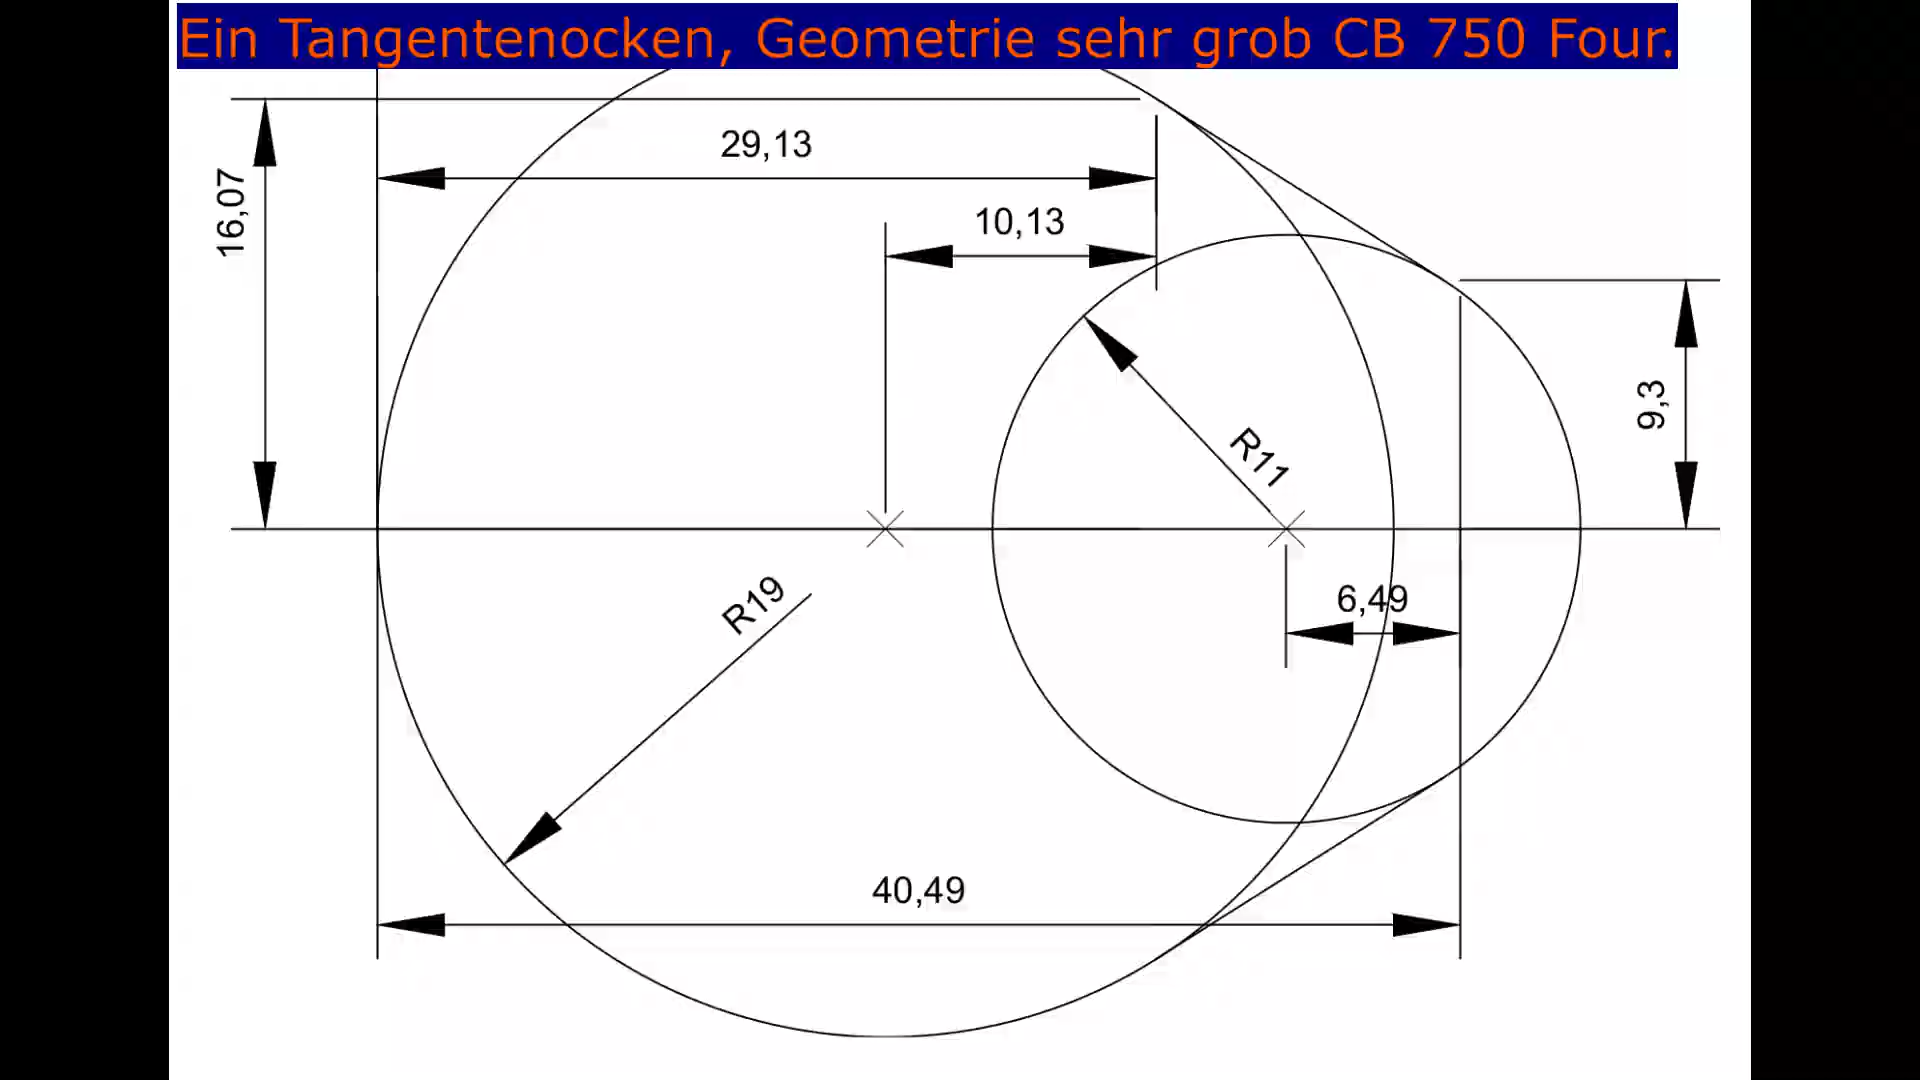 Ein Tangentenocken, Geometrie sehr grob CB 750 Four.
29,13
16,07
10,13
9,3
R11
6,49
R19
40,49